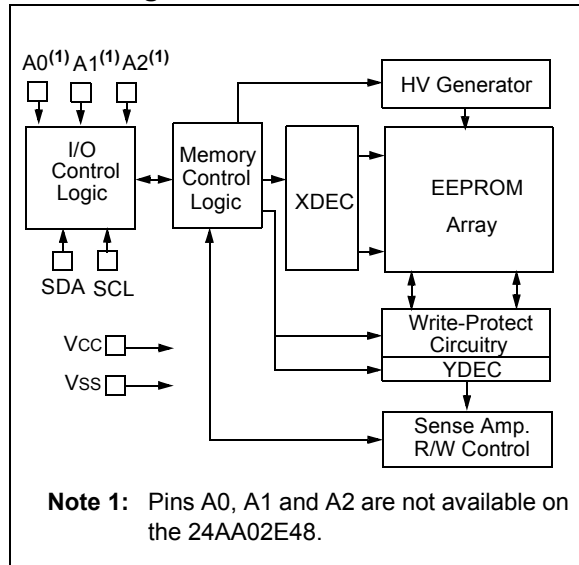 A0(1) A1(1) A2(1)
HV Generator
I/O
Control
Logic
Memory
Control
Logic
XDEC
EEPROM
Array
SDA SCL
VCC
VSS
Write-Protect
Circuitry
YDEC
Sense Amp.
R/W Control
Note 1: Pins A0, A1 and A2 are not available on
the 24AA02E48.